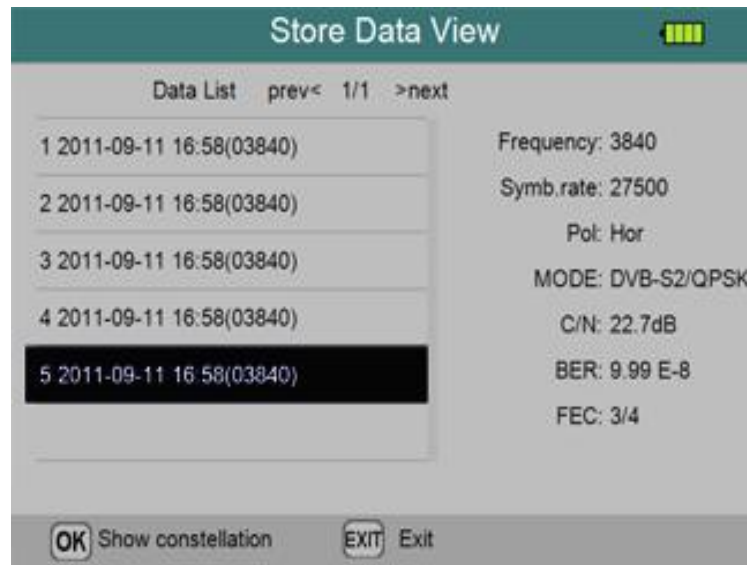 Store Data View
Data List prev< 1/1 >next
1 2011-09-11 16:58(03840)
2 2011-09-11 16:58(03840)
3 2011-09-11 16:58(03840)
4 2011-09-11 16:58(03840)
5 2011-09-11 16:58(03840)
Frequency: 3840
Symb.rate: 27500
Pol: Hor
MODE: DVB-S2/QPSK
C/N: 22.7dB
BER: 9.99 E-8
FEC: 3/4
OK Show constellation EXIT Exit